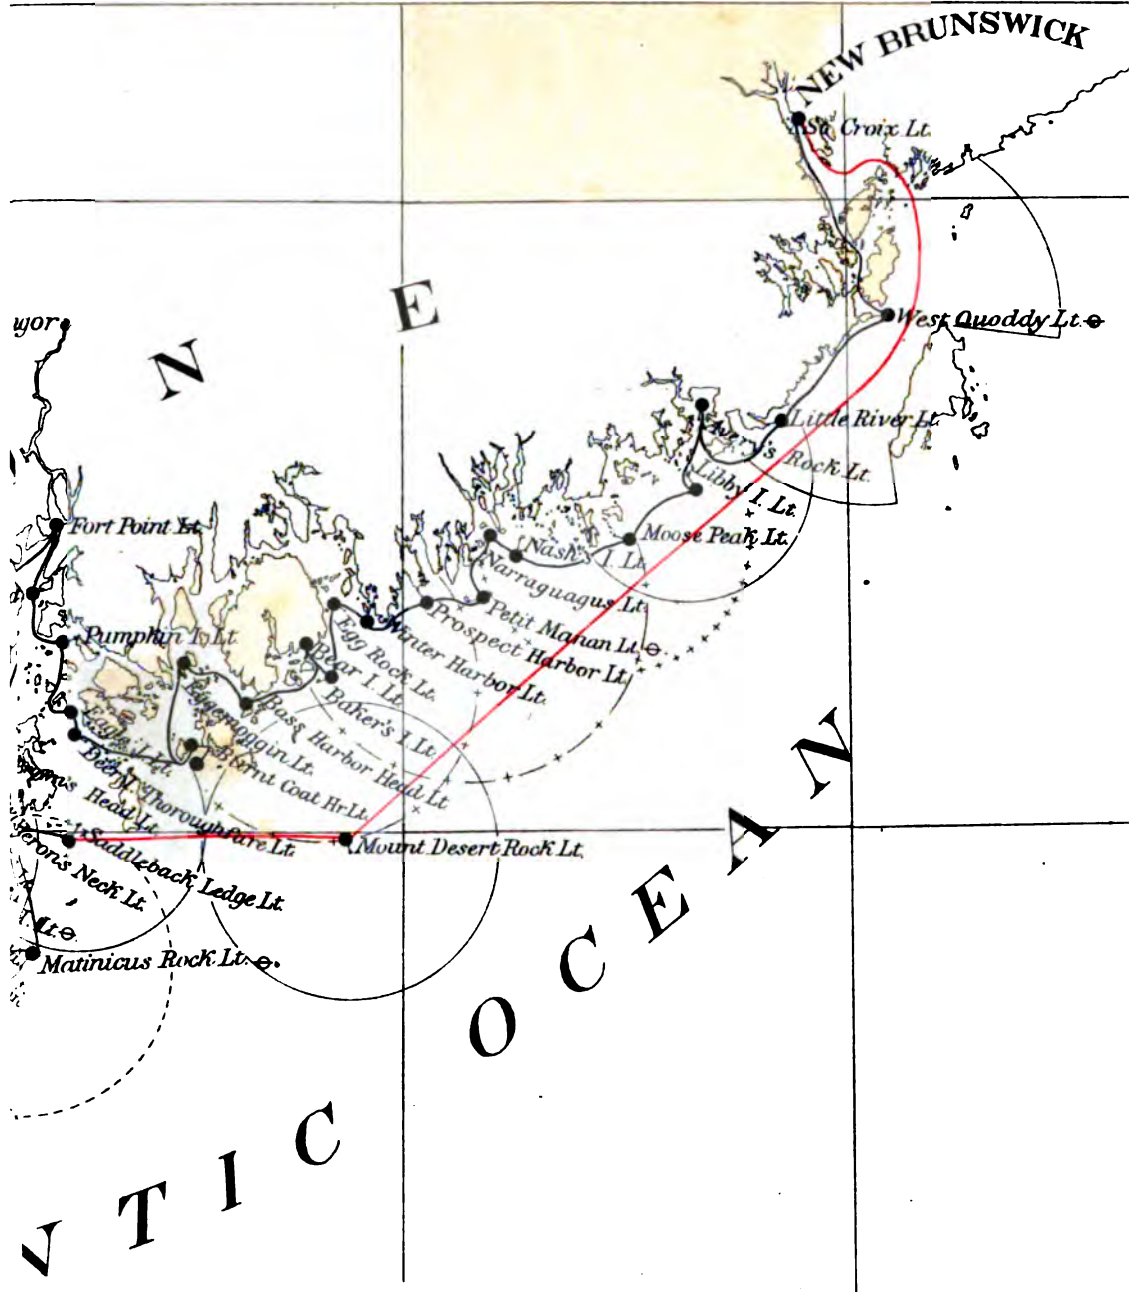 NEW BRUNSWICK
St Croix Lt.
N E
West Quoddy Lt.
Little River Lt.
Avery's Rock Lt.
Libby I. Lt.
Moose Peak Lt.
Nash I. Lt.
Narraguagus Lt.
Petit Manan Lt.
Prospect Harbor Lt.
Winter Harbor Lt.
Egg Rock Lt.
Bear I. Lt.
Baker's I. Lt.
Bass Harbor Head Lt
Eggemoggin Lt.
Burnt Coat Hr Lt.
Fort Point Lt.
Pumpkin I. Lt
Eagle I. Lt.
Deer I. Thoroughfare Lt.
Head Lt.
Saddleback Ledge Lt.
Heron's Neck Lt.
Mount Desert Rock Lt.
Lt.
Matinicus Rock Lt.
NTIC OCEAN